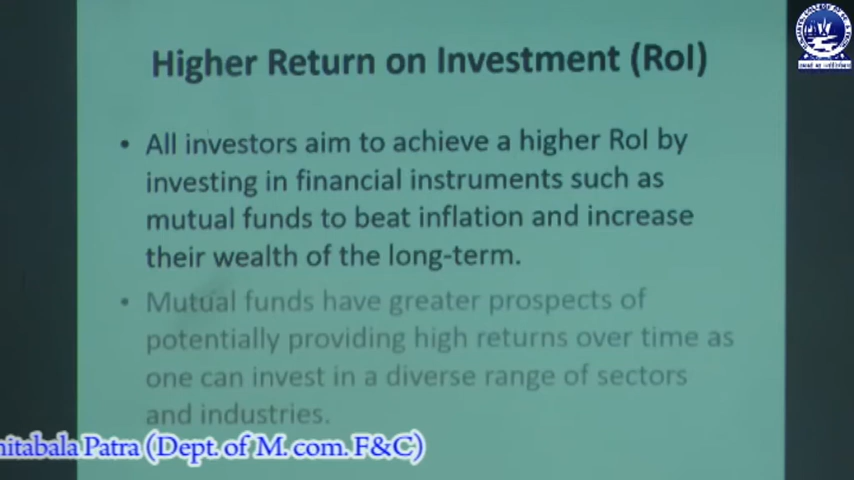 Higher Return on Investment (RoI)
• All investors aim to achieve a higher RoI by
investing in financial instruments such as
mutual funds to beat inflation and increase
their wealth of the long-term.
• Mutual funds have greater prospects of
potentially providing high returns over time as
one can invest in a diverse range of sectors
and industries.
Patra (Dept. of M.com. F&C)